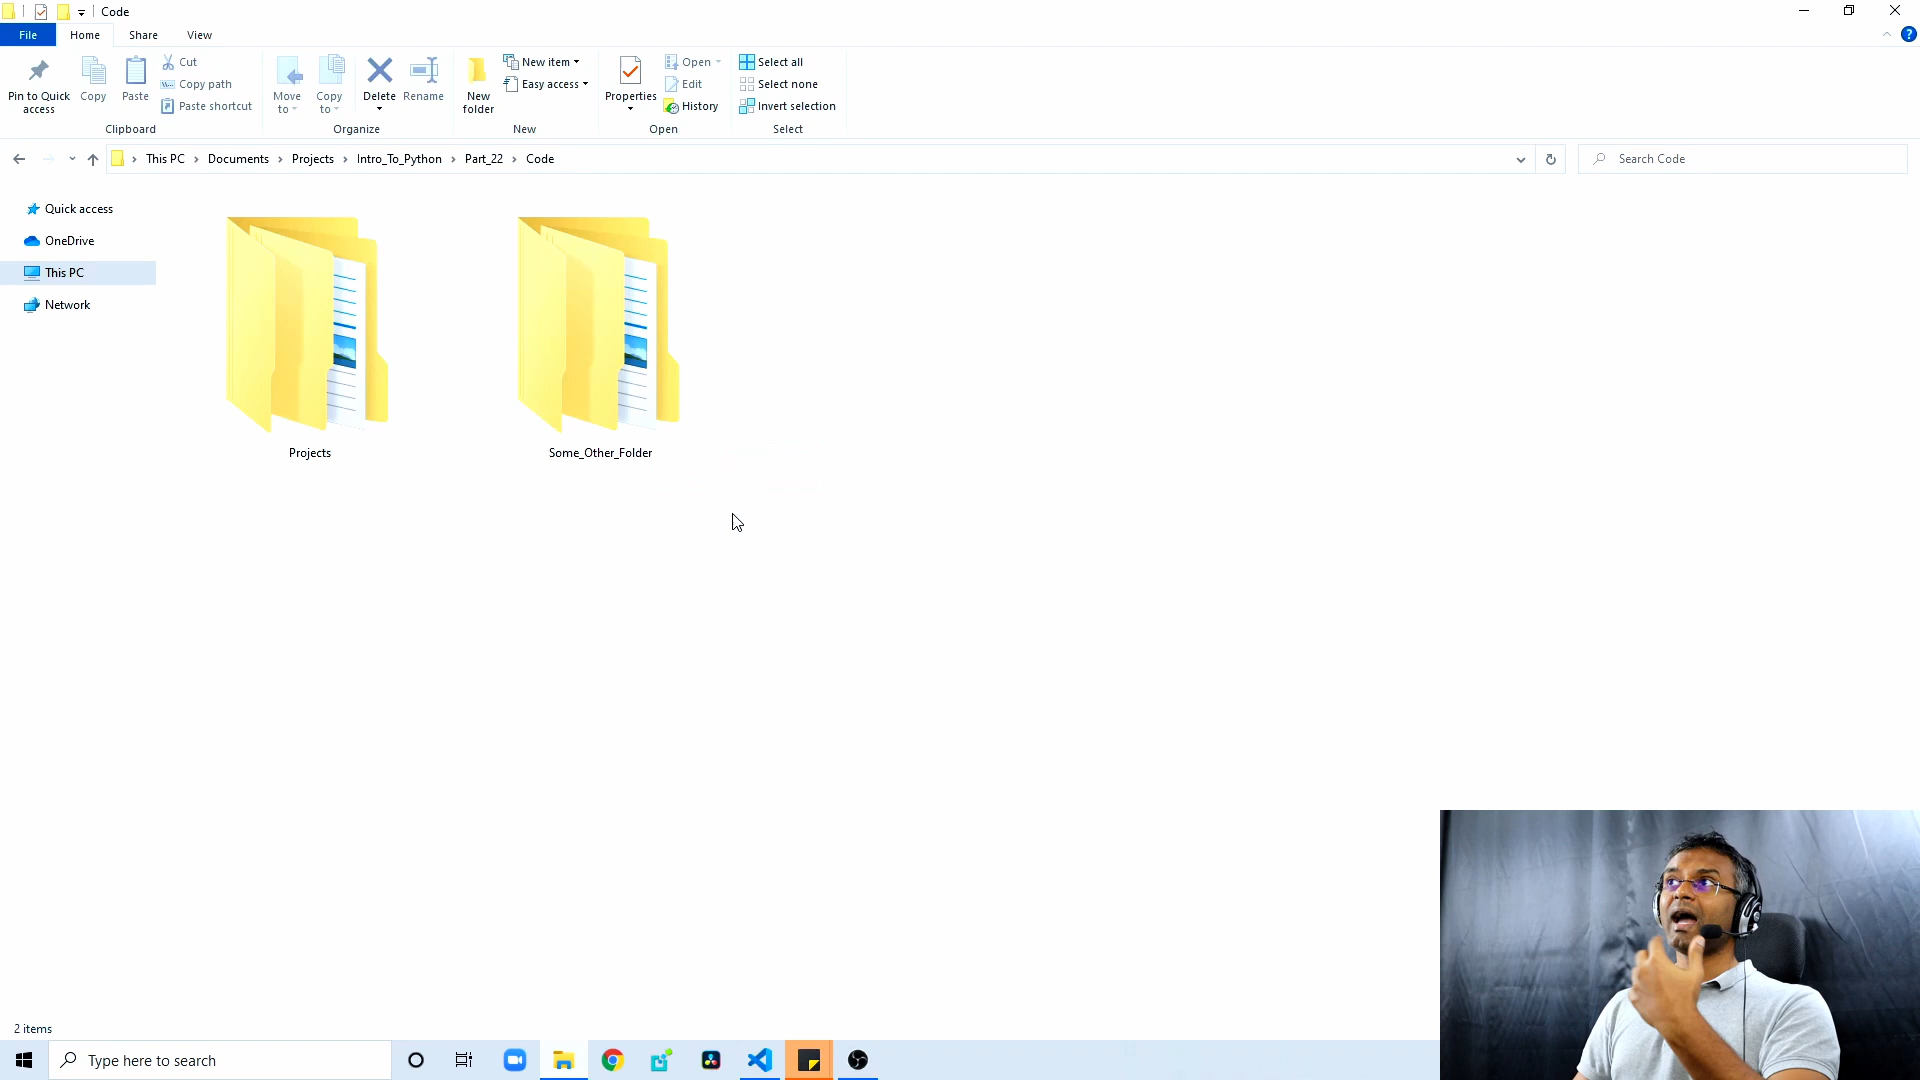 Code
File Home Share View
Pin to Quick access
Copy
Paste
Cut
Copy path
Paste shortcut
Clipboard
Move to
Copy to
Delete
Rename
Organize
New folder
New item
Easy access
New
Properties
Open
Edit
History
Open
Select all
Select none
Invert selection
Select
This PC > Documents > Projects > Intro_To_Python > Part_22 > Code
Search Code
Quick access
OneDrive
This PC
Network
Projects
Some_Other_Folder
2 items
Type here to search